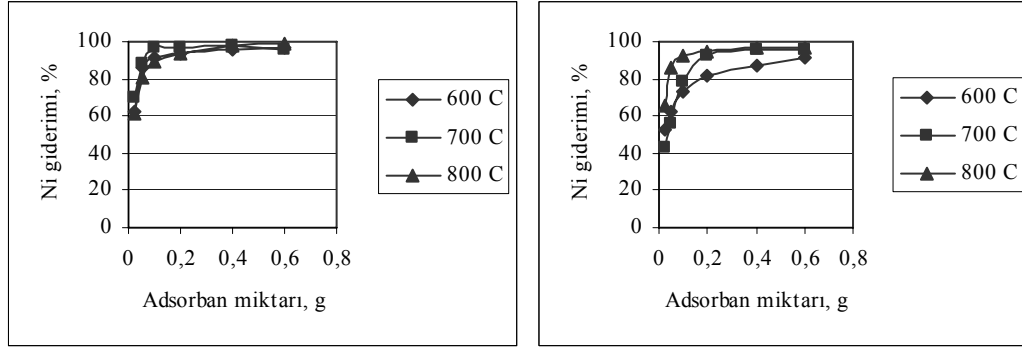 100
80
60
40
20
0
0 0,2 0,4 0,6 0,8
Ni giderimi, %
Adsorban miktarı, g
600 C
700 C
800 C
100
80
60
40
20
0
0 0,2 0,4 0,6 0,8
Ni giderimi, %
Adsorban miktarı, g
600 C
700 C
800 C